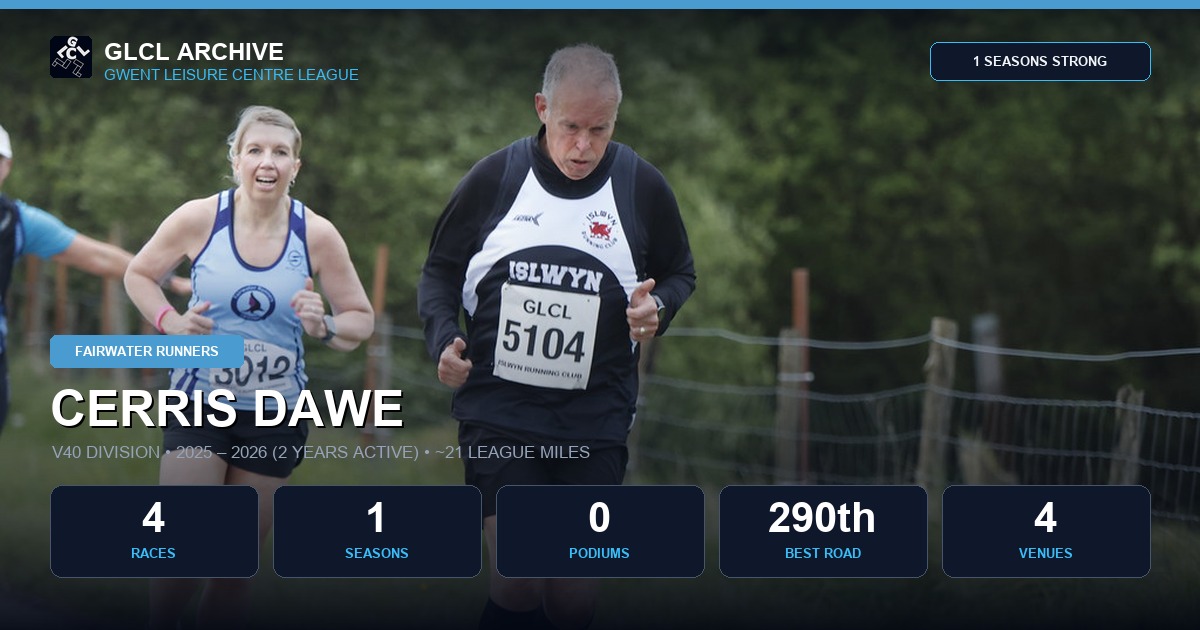 GLCL ARCHIVE
GWENT LEISURE CENTRE LEAGUE
1 SEASONS STRONG
ISLWYN
RUNNING CLUB
ISLWYN
GLCL
5104
ISLWYN RUNNING CLUB
GLCL
3012
FAIRWATER RUNNERS
CERRIS DAWE
V40 DIVISION • 2025 – 2026 (2 YEARS ACTIVE) • ~21 LEAGUE MILES
4
RACES
1
SEASONS
0
PODIUMS
290th
BEST ROAD
4
VENUES